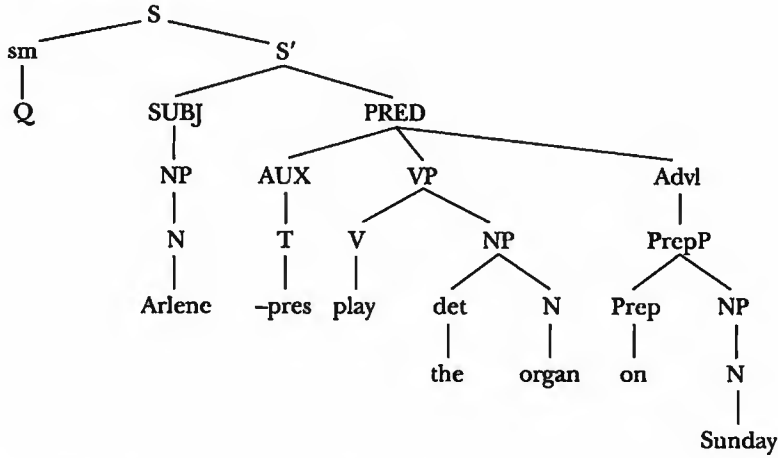 S
sm S′
Q SUBJ PRED
NP AUX VP Advl
N T V NP PrepP
Arlene –pres play det N Prep NP
the organ on N
Sunday